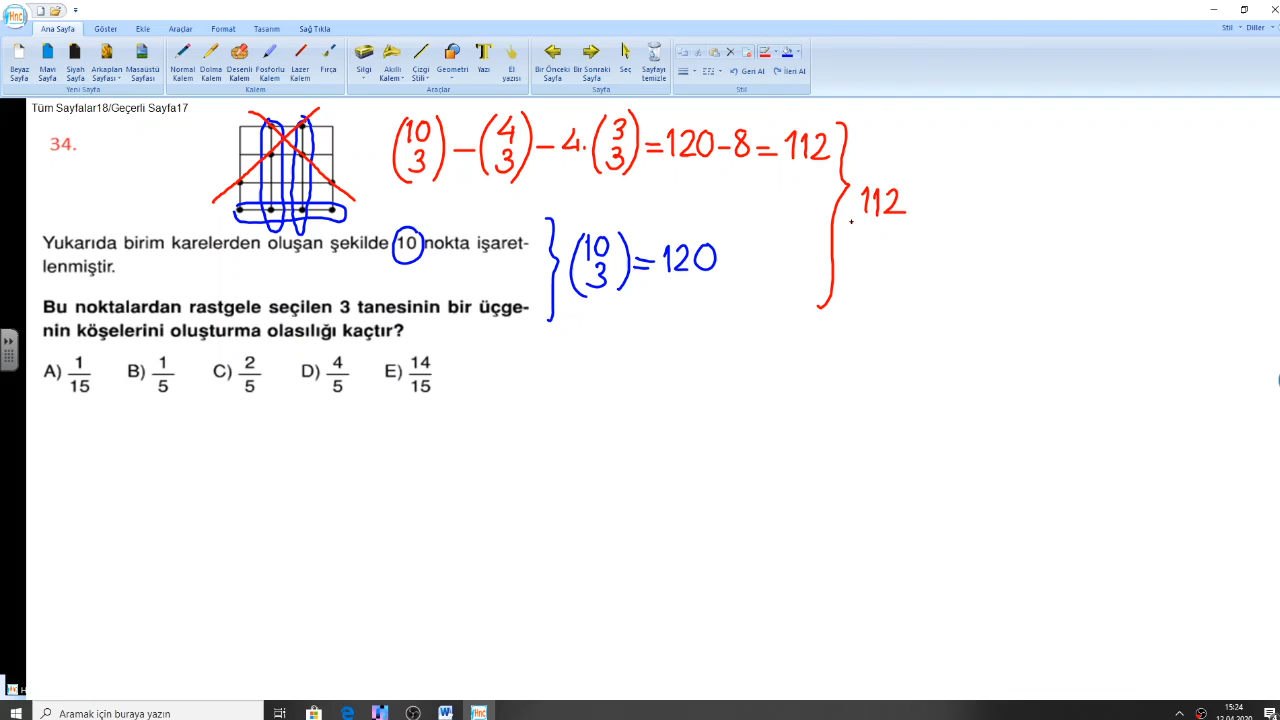 Hnc
Ana Sayfa Göster Ekle Araçlar Format Tasarım Sağ Tıkla
Stil Diller
Beyaz Sayfa Mavi Sayfa Siyah Sayfa Arkaplan Sayfası Masaüstü Sayfası
Yeni Sayfa
Normal Kalem Dolma Kalem Desenli Kalem Fosforlu Kalem Lazer Kalem Fırça
Kalem
Silgi Akıllı Kalem Çizgi Stili Geometri Yazı El yazısı
Araçlar
Bir Önceki Sayfa Bir Sonraki Sayfa Seç Sayfayı temizle
Sayfa
Geri Al İleri Al
Stil
Tüm Sayfalar18/Geçerli Sayfa17
34.
(10 3) - (4 3) - 4·(3 3) = 120 - 8 = 112
112
Yukarıda birim karelerden oluşan şekilde 10 nokta işaret-
lenmiştir.
(10 3) = 120
Bu noktalardan rastgele seçilen 3 tanesinin bir üçge-
nin köşelerini oluşturma olasılığı kaçtır?
A) 1/15 B) 1/5 C) 2/5 D) 4/5 E) 14/15
Aramak için buraya yazın
15:24
12.04.2020